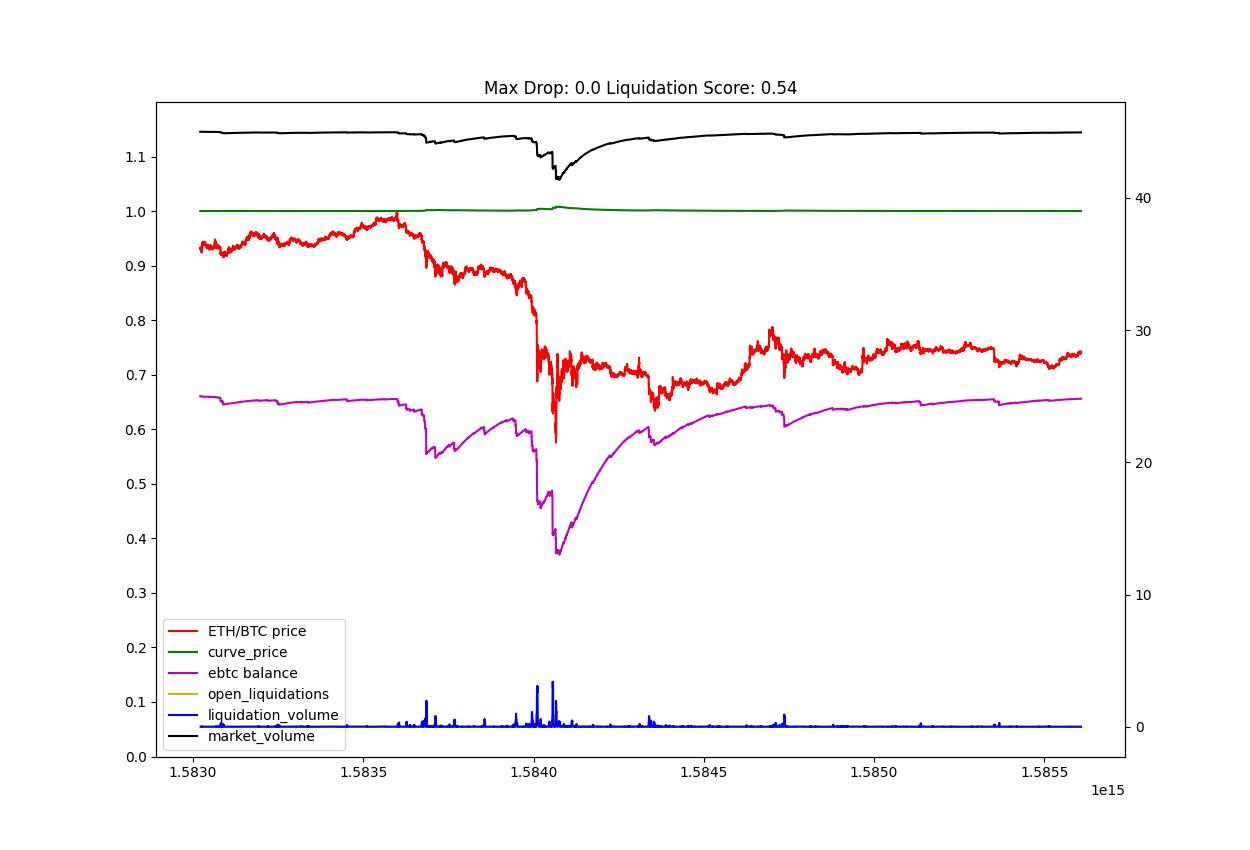 Max Drop: 0.0 Liquidation Score: 0.54
1.1
1.0
0.9
0.8
0.7
0.6
0.5
0.4
0.3
0.2
0.1
0.0
40
30
20
10
0
ETH/BTC price
curve_price
ebtc balance
open_liquidations
liquidation_volume
market_volume
1.5830 1.5835 1.5840 1.5845 1.5850 1.5855
1e15